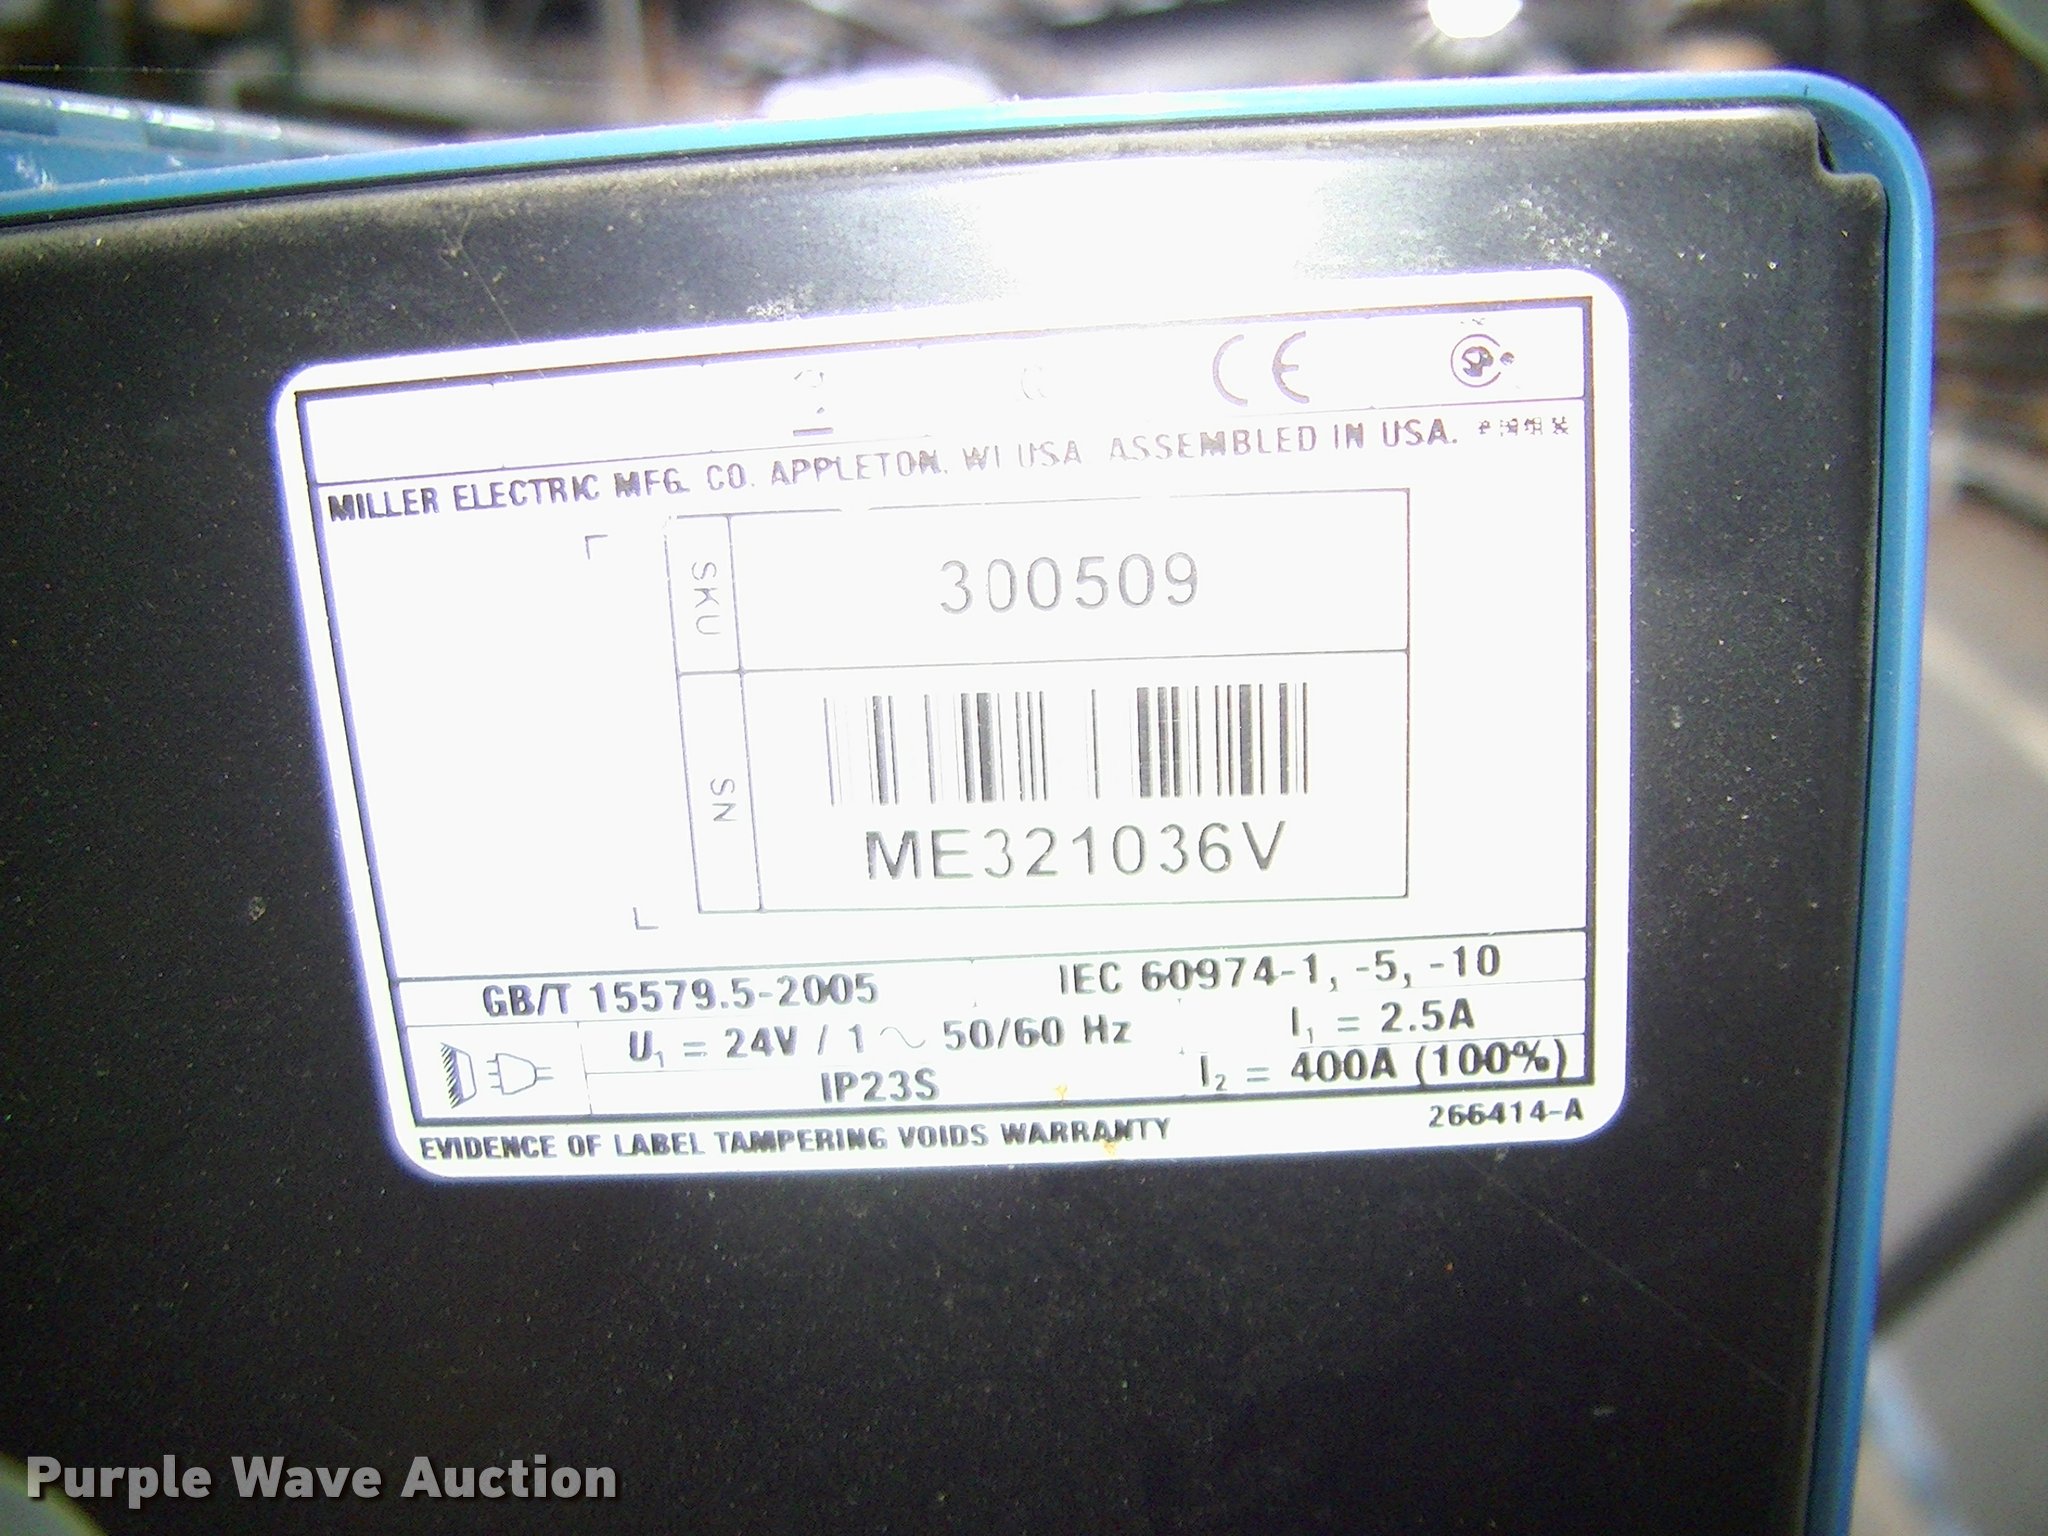 CE
MILLER ELECTRIC MFG. CO. APPLETON, WI USA ASSEMBLED IN USA.
SKU
300509
SN
ME321036V
GB/T 15579.5-2005 IEC 60974-1, -5, -10
U₁ = 24V / 1 ~ 50/60 Hz I₁ = 2.5A
IP23S I₂ = 400A (100%)
EVIDENCE OF LABEL TAMPERING VOIDS WARRANTY 266414-A
Purple Wave Auction